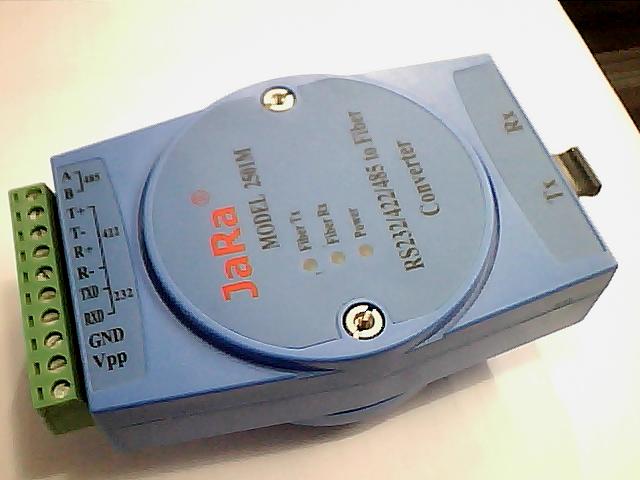 JaRa®
MODEL 2501M
Fiber Tx
Fiber Rx
Power
RS232/422/485 to Fiber
Converter
Rx
Tx
A
B
485
T+
T-
R+
R-
422
TXD
RXD
232
GND
Vpp